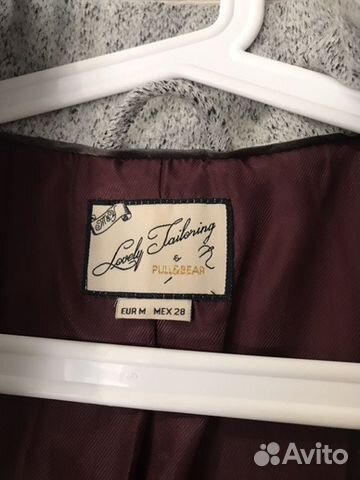 Lovely Tailoring
&
PULL&BEAR
EUR M MEX 28
Avito